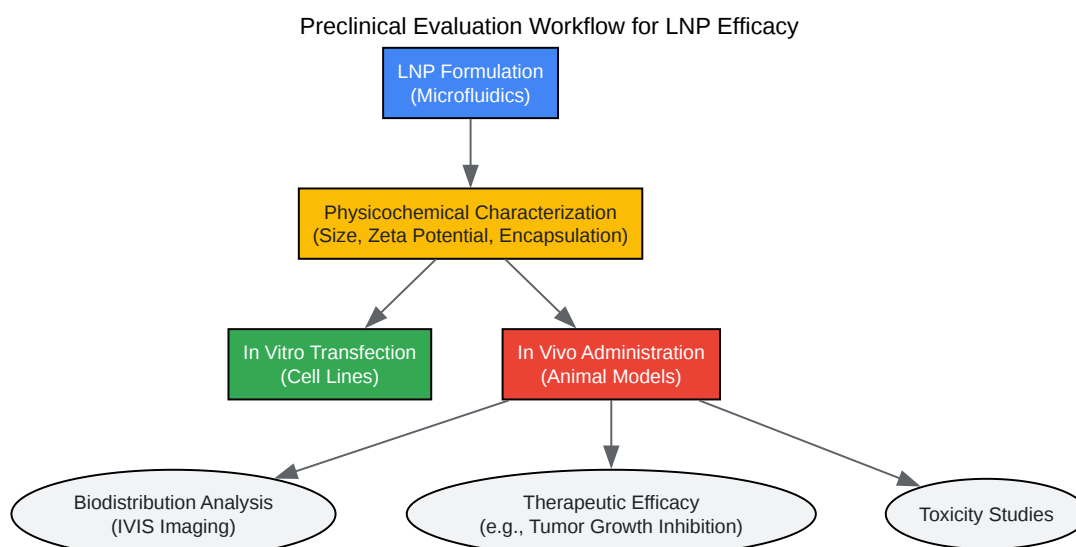 Preclinical Evaluation Workflow for LNP Efficacy
LNP Formulation
(Microfluidics)
Physicochemical Characterization
(Size, Zeta Potential, Encapsulation)
In Vitro Transfection
(Cell Lines)
In Vivo Administration
(Animal Models)
Biodistribution Analysis
(IVIS Imaging)
Therapeutic Efficacy
(e.g., Tumor Growth Inhibition)
Toxicity Studies